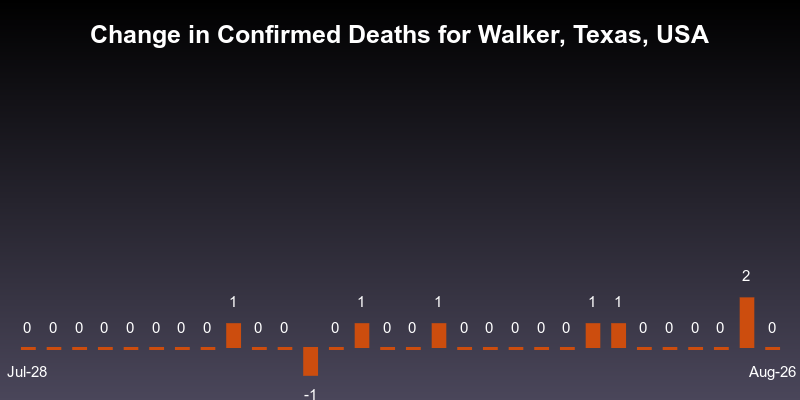 Change in Confirmed Deaths for Walker, Texas, USA
2
1 1 1 1 1
0 0 0 0 0 0 0 0 0 0 0 0 0 0 0 0 0 0 0 0 0 0 0
Jul-28 Aug-26
-1